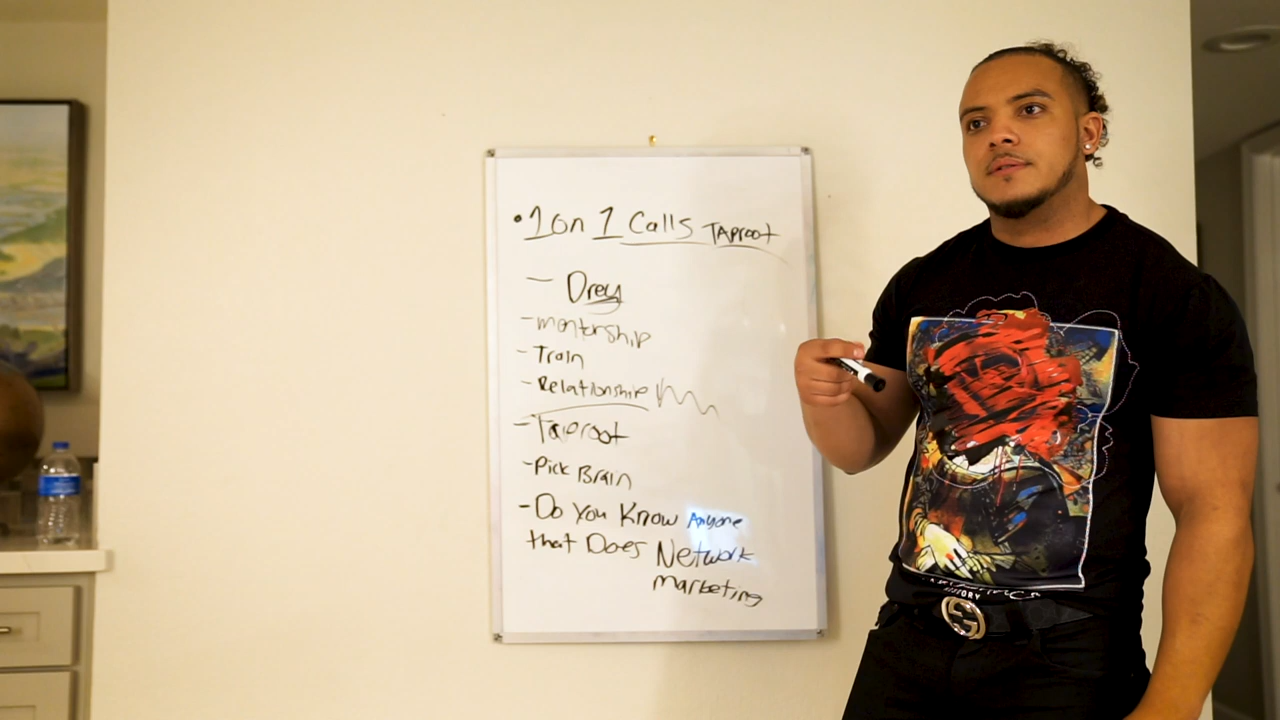 • 1 on 1 Calls TAproot
- Drey
- mentorship
- Train
- Relationship
- Taproot
- Pick Brain
- Do You Know Anyone
that Does Network
marketing